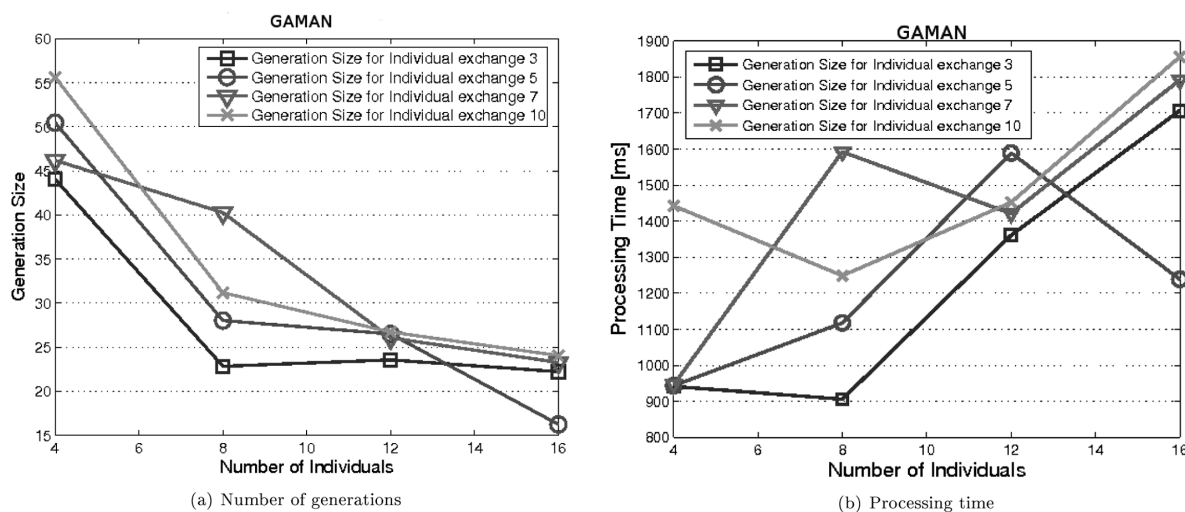 GAMAN
60
55
50
45
40
35
30
25
20
15
4
6
8
10
12
14
16
Generation Size
Number of Individuals
Generation Size for Individual exchange 3
Generation Size for Individual exchange 5
Generation Size for Individual exchange 7
Generation Size for Individual exchange 10
(a) Number of generations
GAMAN
1900
1800
1700
1600
1500
1400
1300
1200
1100
1000
900
800
4
6
8
10
12
14
16
Processing Time [ms]
Number of Individuals
Generation Size for Individual exchange 3
Generation Size for Individual exchange 5
Generation Size for Individual exchange 7
Generation Size for Individual exchange 10
(b) Processing time